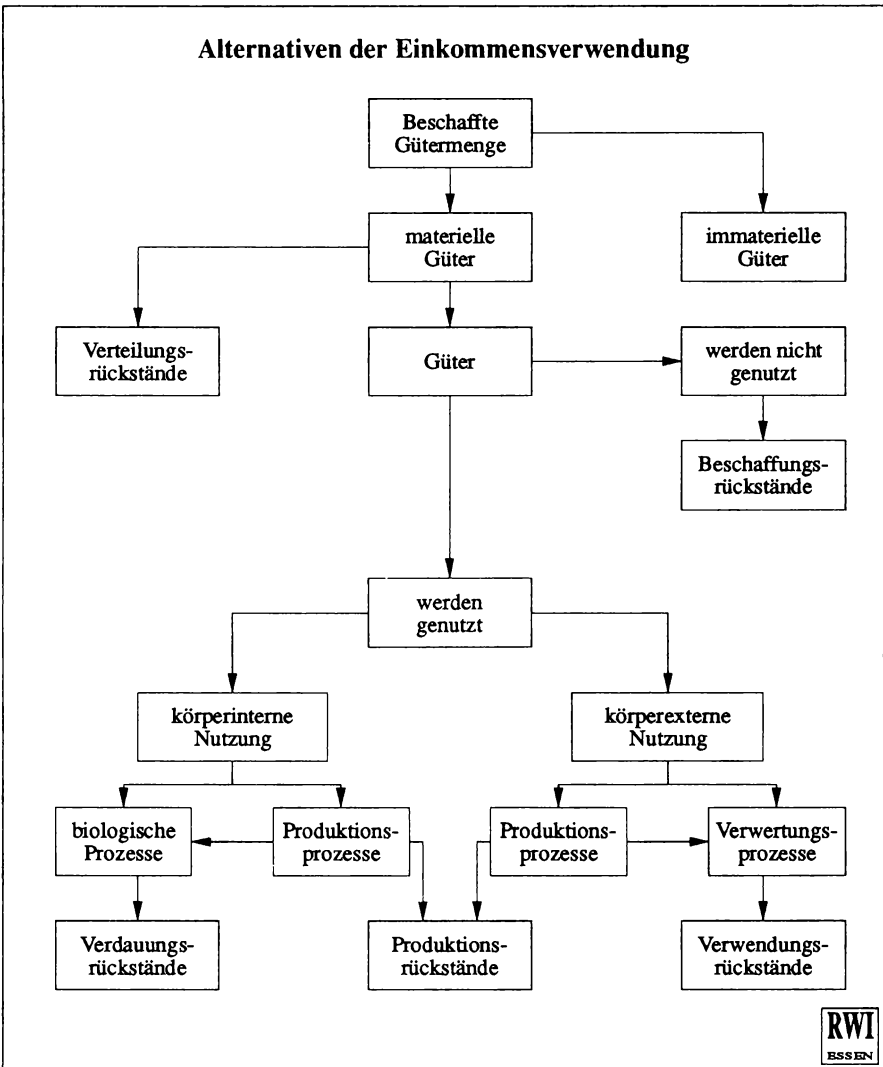 Alternativen der Einkommensverwendung
Beschaffte
Gütermenge
materielle
Güter
immaterielle
Güter
Verteilungs-
rückstände
Güter
werden nicht
genutzt
Beschaffungs-
rückstände
werden
genutzt
körperinterne
Nutzung
körperexterne
Nutzung
biologische
Prozesse
Produktions-
prozesse
Produktions-
prozesse
Verwertungs-
prozesse
Verdauungs-
rückstände
Produktions-
rückstände
Verwendungs-
rückstände
RWI
ESSEN